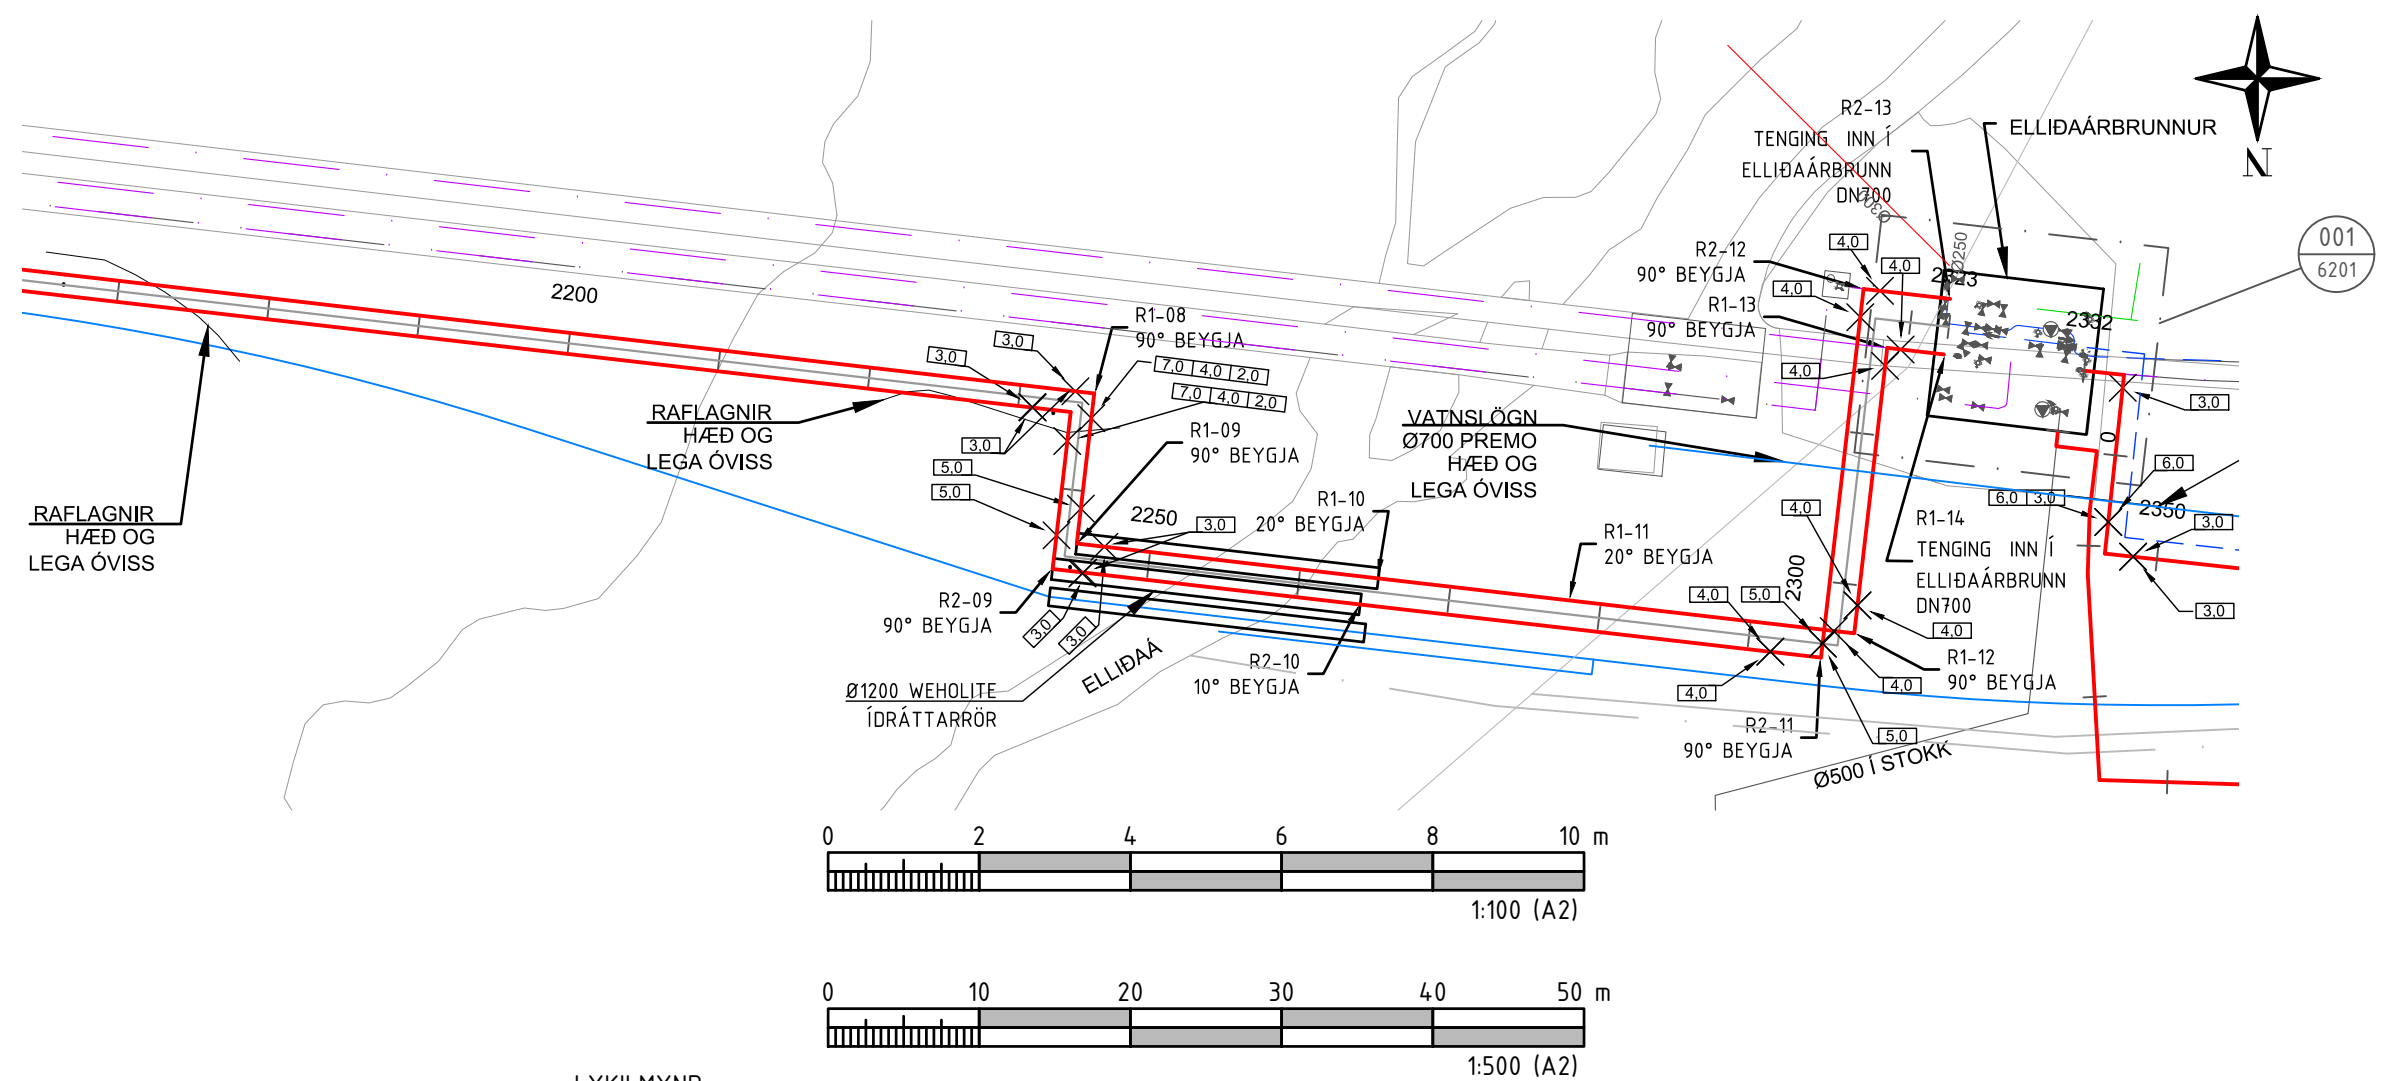 R2-13
TENGING INN Í
ELLIÐAÁRBRUNN
DN700
ELLIÐAÁRBRUNNUR
N
001
6201
Ø300
Ø250
R2-12
90° BEYGJA
4,0
4,0
4,0
R1-13
90° BEYGJA
4,0
2332
2200
R1-08
90° BEYGJA
3,0
3,0
7,0 4,0 2,0
7,0 4,0 2,0
3,0
RAFLAGNIR
HÆÐ OG
LEGA ÓVISS
RAFLAGNIR
HÆÐ OG
LEGA ÓVISS
R1-09
90° BEYGJA
5,0
5,0
2250
3,0
R1-10
20° BEYGJA
VATNSLÖGN
Ø700 PREMO
HÆÐ OG
LEGA ÓVISS
R1-11
20° BEYGJA
4,0
3,0
0
6,0
6,0 3,0
2350
3,0
3,0
R1-14
TENGING INN Í
ELLIÐAÁRBRUNN
DN700
2300
R2-09
90° BEYGJA
3,0
3,0
ELLIÐAÁ
Ø1200 WEHOLITE
ÍDRÁTTARRÖR
R2-10
10° BEYGJA
4,0
5,0
4,0
4,0
4,0
R1-12
90° BEYGJA
R2-11
90° BEYGJA
5,0
Ø500 Í STOKK
0 2 4 6 8 10 m
1:100 (A2)
0 10 20 30 40 50 m
1:500 (A2)
LYKILMYND